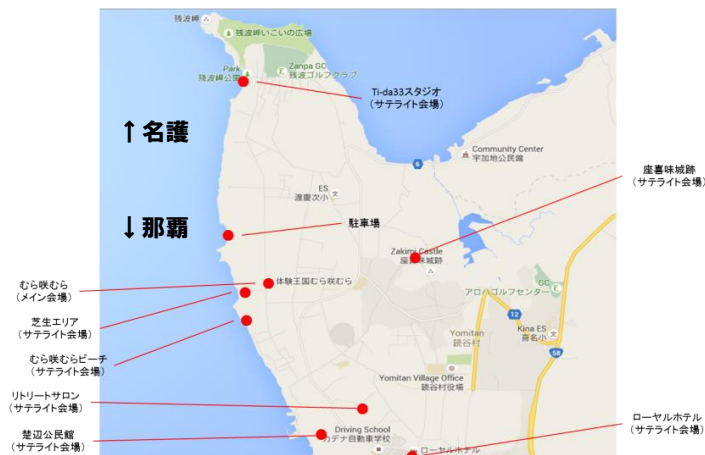 残波岬
残波岬いこいの広場
Park
残波岬公園
Zanpa GC
残波ゴルフクラブ
Ti-da33スタジオ
(サテライト会場)
↑名護
Community Center
宇加地公民館
6
座喜味城跡
(サテライト会場)
ES
渡慶次小
↓那覇
駐車場
Zakimi Castle
座喜味城跡
むら咲むら
(メイン会場)
体験王国むら咲むら
GC
アロハゴルフセンター
芝生エリア
(サテライト会場)
12
Kina ES
喜名小
Yomitan
読谷村
58
むら咲むらビーチ
(サテライト会場)
Yomitan Village Office
読谷村役場
リトリートサロン
(サテライト会場)
ローヤルホテル
(サテライト会場)
楚辺公民館
(サテライト会場)
Driving School
カデナ自動車学校
ローヤルホテル